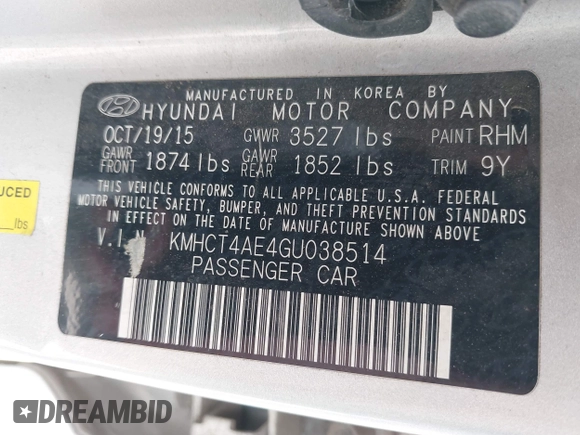 MANUFACTURED IN KOREA BY
HYUNDAI MOTOR COMPANY
OCT/19/15 GVWR 3527 lbs PAINT RHM
GAWR FRONT 1874 lbs GAWR REAR 1852 lbs TRIM 9Y
THIS VEHICLE CONFORMS TO ALL APPLICABLE U.S.A. FEDERAL
MOTOR VEHICLE SAFETY, BUMPER, AND THEFT PREVENTION STANDARDS
IN EFFECT ON THE DATE OF MANUFACTURE SHOWN ABOVE
V.I.N KMHCT4AE4GU038514
PASSENGER CAR
lbs
DREAMBID